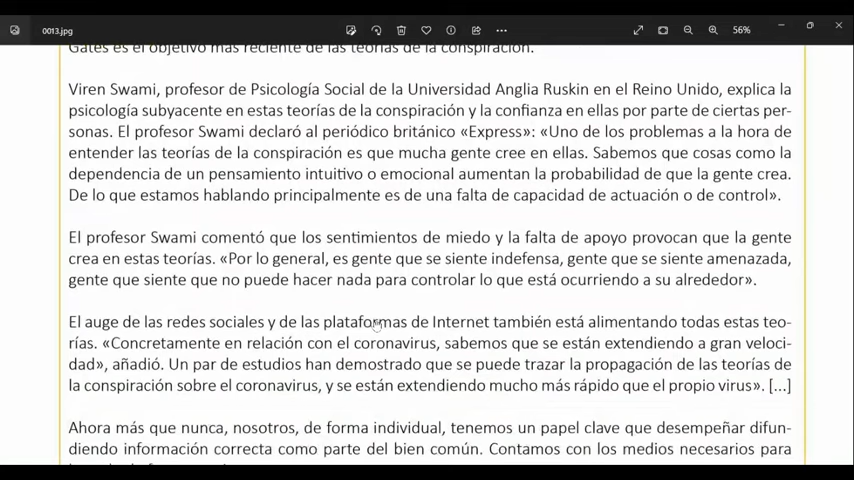 0013.jpg
56%
Gates es el objetivo más reciente de las teorías de la conspiración.
Viren Swami, profesor de Psicología Social de la Universidad Anglia Ruskin en el Reino Unido, explica la
psicología subyacente en estas teorías de la conspiración y la confianza en ellas por parte de ciertas per-
sonas. El profesor Swami declaró al periódico británico «Express»: «Uno de los problemas a la hora de
entender las teorías de la conspiración es que mucha gente cree en ellas. Sabemos que cosas como la
dependencia de un pensamiento intuitivo o emocional aumentan la probabilidad de que la gente crea.
De lo que estamos hablando principalmente es de una falta de capacidad de actuación o de control».
El profesor Swami comentó que los sentimientos de miedo y la falta de apoyo provocan que la gente
crea en estas teorías. «Por lo general, es gente que se siente indefensa, gente que se siente amenazada,
gente que siente que no puede hacer nada para controlar lo que está ocurriendo a su alrededor».
El auge de las redes sociales y de las plataformas de Internet también está alimentando todas estas teo-
rías. «Concretamente en relación con el coronavirus, sabemos que se están extendiendo a gran veloci-
dad», añadió. Un par de estudios han demostrado que se puede trazar la propagación de las teorías de
la conspiración sobre el coronavirus, y se están extendiendo mucho más rápido que el propio virus». [...]
Ahora más que nunca, nosotros, de forma individual, tenemos un papel clave que desempeñar difun-
diendo información correcta como parte del bien común. Contamos con los medios necesarios para